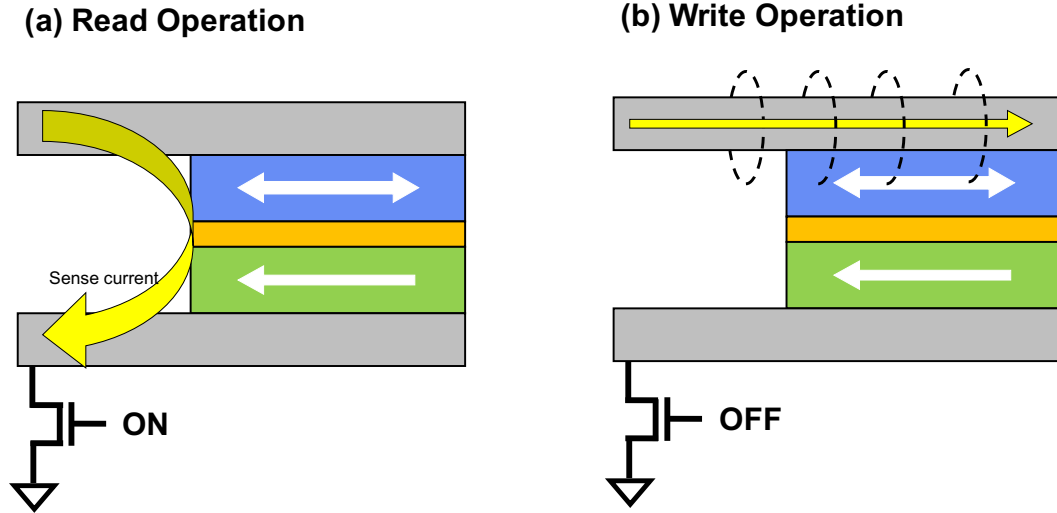 (a) Read Operation
(b) Write Operation
Sense current
ON
OFF